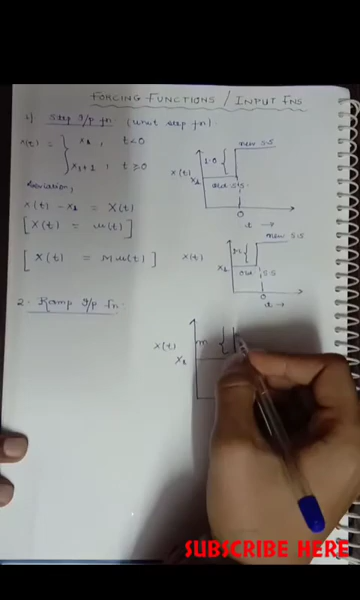 FORCING FUNCTIONS / INPUT FNS
1) Step i/p fn. (unit step fn).
x(t) = xs , t<0
xs+1 , t≥0
deviation,
x(t) - xs = X(t)
[X(t) = u(t)]
[X(t) = Mu(t)]
2. Ramp i/p fn.
new S.S
1.0
x(t)
xs
old S.S.
0
t →
new S.S
M
x(t)
xs
old S.S
0
t →
x(t)
m
xs
SUBSCRIBE HERE